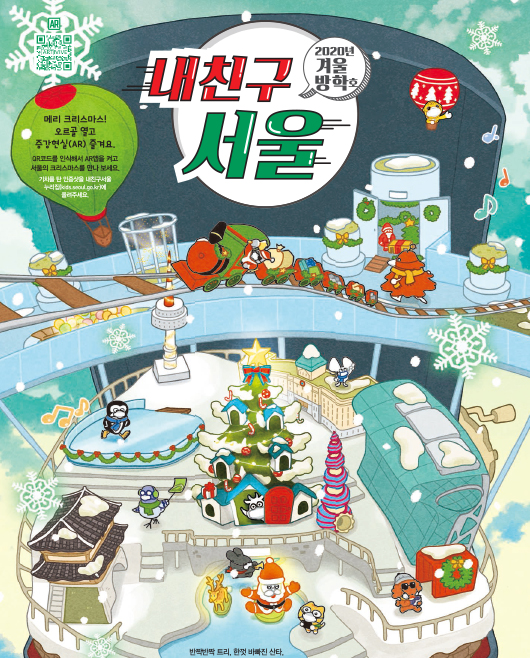 AR
2020년
겨울
방학호
내친구
서울
메리 크리스마스!
오르골 열고
증강현실(AR) 즐겨요.
QR코드를 인식해서 AR앱을 켜고
서울의 크리스마스를 만나 보세요.
기차를 탄 인증샷을 내친구서울
누리집(kids.seoul.go.kr)에
올려주세요.
반짝반짝 트리, 한껏 바빠진 산타,